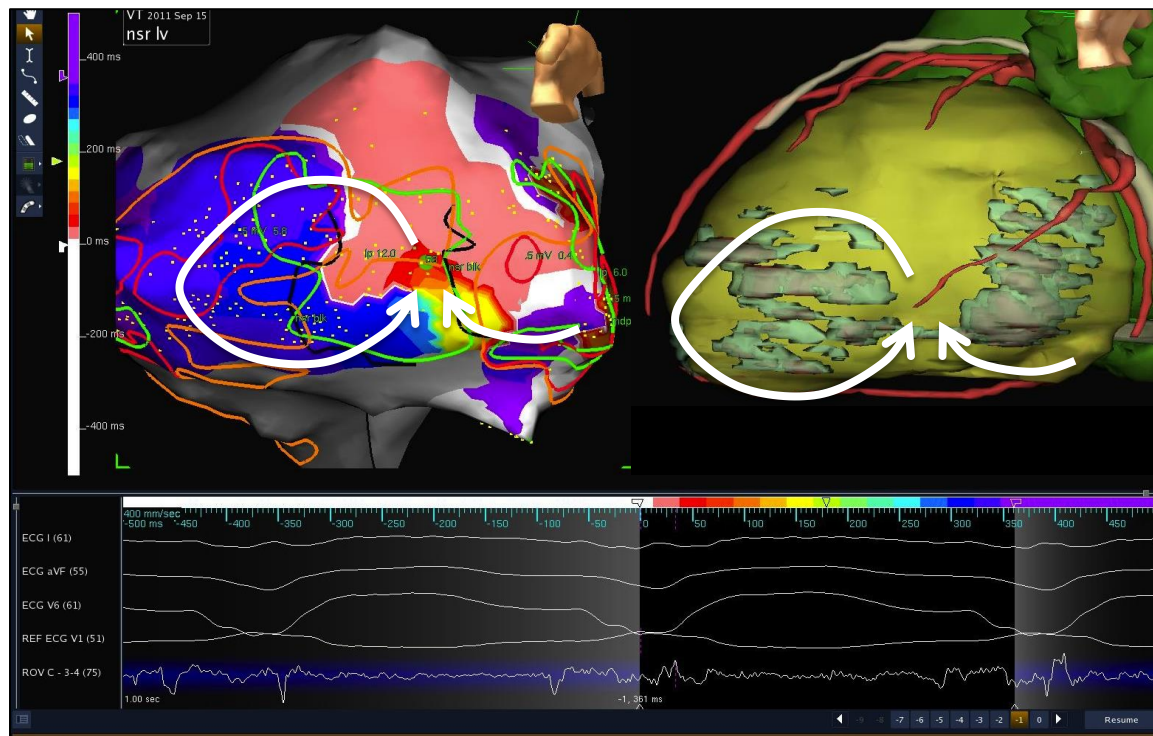 VT 2011 Sep 15
nsr lv
400 ms
200 ms
0 ms
-200 ms
-400 ms
.5 mV 5.8
lp 12.0
nsr blk
.5 mV 0.4
lp 6.0
nsr blk
400 mm/sec
-500 ms -450 -400 -350 -300 -250 -200 -150 -100 -50 0 50 100 150 200 250 300 350 400 450
ECG I (61)
ECG aVF (55)
ECG V6 (61)
REF ECG V1 (51)
ROV C - 3-4 (75)
1.00 sec
-1, 361 ms
-9 -8 -7 -6 -5 -4 -3 -2 -1 0 Resume